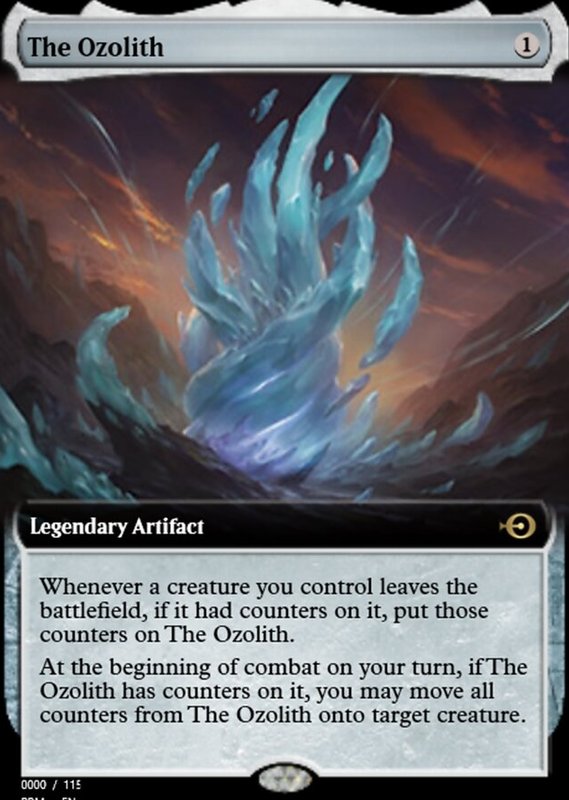 The Ozolith
1
Legendary Artifact
Whenever a creature you control leaves the
battlefield, if it had counters on it, put those
counters on The Ozolith.
At the beginning of combat on your turn, if The
Ozolith has counters on it, you may move all
counters from The Ozolith onto target creature.
0000 / 115